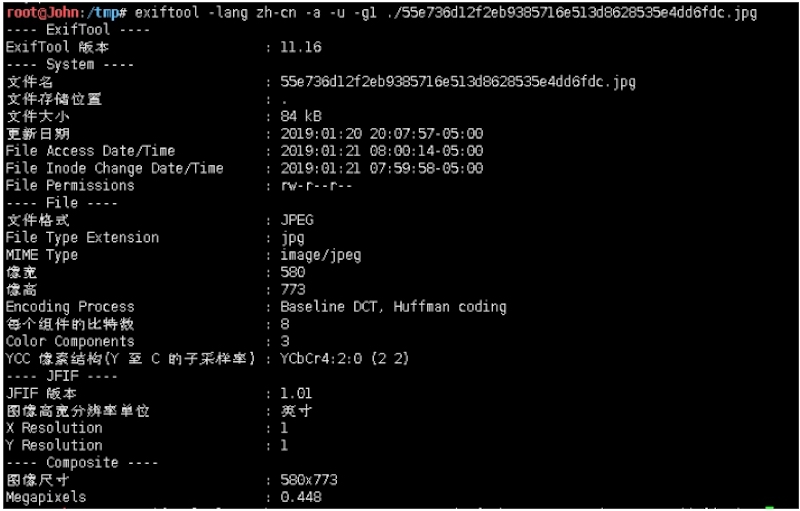 root@John:/tmp# exiftool -lang zh-cn -a -u -g1 ./55e736d12f2eb9385716e513d8628535e4dd6fdc.jpg
---- ExifTool ----
ExifTool 版本 : 11.16
---- System ----
文件名 : 55e736d12f2eb9385716e513d8628535e4dd6fdc.jpg
文件存储位置 : .
文件大小 : 84 kB
更新日期 : 2019:01:20 20:07:57-05:00
File Access Date/Time : 2019:01:21 08:00:14-05:00
File Inode Change Date/Time : 2019:01:21 07:59:58-05:00
File Permissions : rw-r--r--
---- File ----
文件格式 : JPEG
File Type Extension : jpg
MIME Type : image/jpeg
像宽 : 580
像高 : 773
Encoding Process : Baseline DCT, Huffman coding
每个组件的比特数 : 8
Color Components : 3
YCC 像素结构(Y 至 C 的子采样率) : YCbCr4:2:0 (2 2)
---- JFIF ----
JFIF 版本 : 1.01
图像高宽分辨率单位 : 英寸
X Resolution : 1
Y Resolution : 1
---- Composite ----
图像尺寸 : 580x773
Megapixels : 0.448